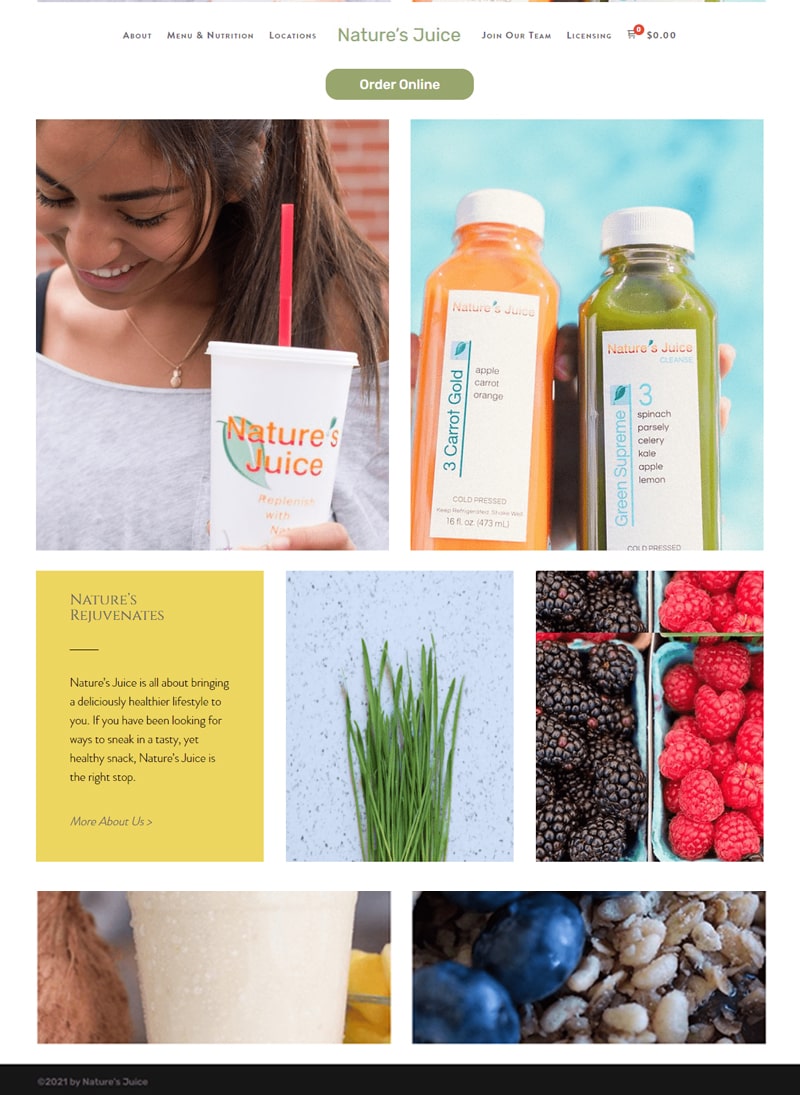 About Menu & Nutrition Locations Nature's Juice Join Our Team Licensing 0 $0.00
Order Online
Nature's
Juice
Replenish
with
Nature's Juice
3 Carrot Gold
apple
carrot
orange
COLD PRESSED
Keep Refrigerated. Shake Well
16 fl. oz. (473 mL)
Nature's Juice
CLEANSE
Green Supreme
3
spinach
parsely
celery
kale
apple
lemon
COLD PRESSED
Nature's
Rejuvenates
Nature's Juice is all about bringing
a deliciously healthier lifestyle to
you. If you have been looking for
ways to sneak in a tasty, yet
healthy snack, Nature's Juice is
the right stop.
More About Us >
©2021 by Nature's Juice